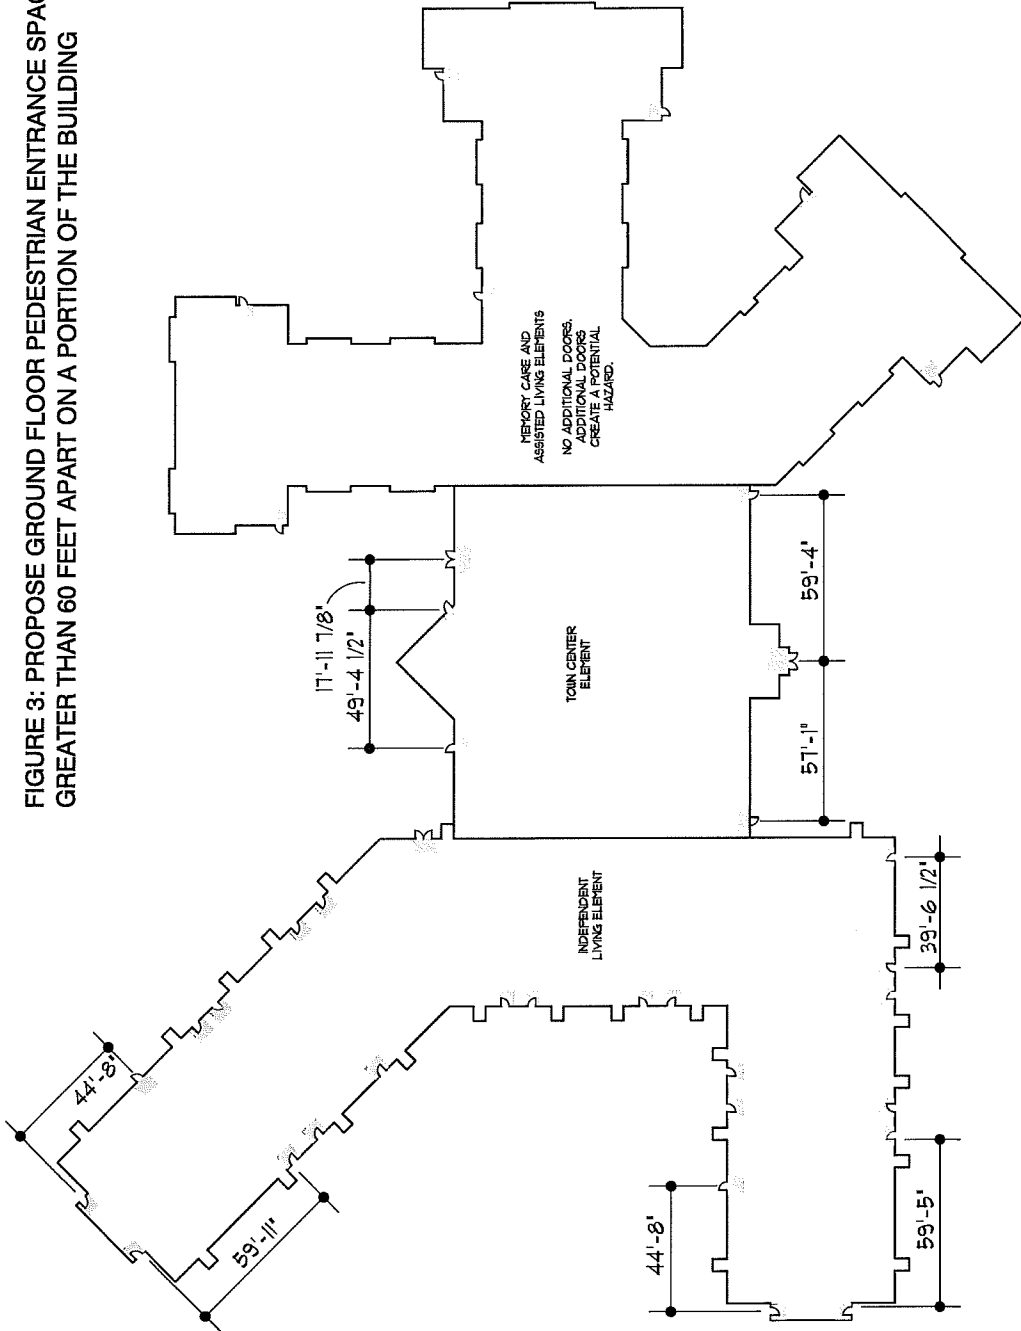 FIGURE 3: PROPOSE GROUND FLOOR PEDESTRIAN ENTRANCE
GREATER THAN 60 FEET APART ON A PORTION OF THE BUILDING
MEMORY CARE AND
ASSISTED LIVING ELEMENTS
NO ADDITIONAL DOORS.
ADDITIONAL DOORS
CREATE A POTENTIAL
HAZARD.
17'-11 7/8"
49'-4 1/2"
59'-4"
TOWN CENTER
ELEMENT
57'-1"
INDEPENDENT
LIVING ELEMENT
39'-6 1/2"
44'-8"
59'-11"
44'-8"
59'-5"